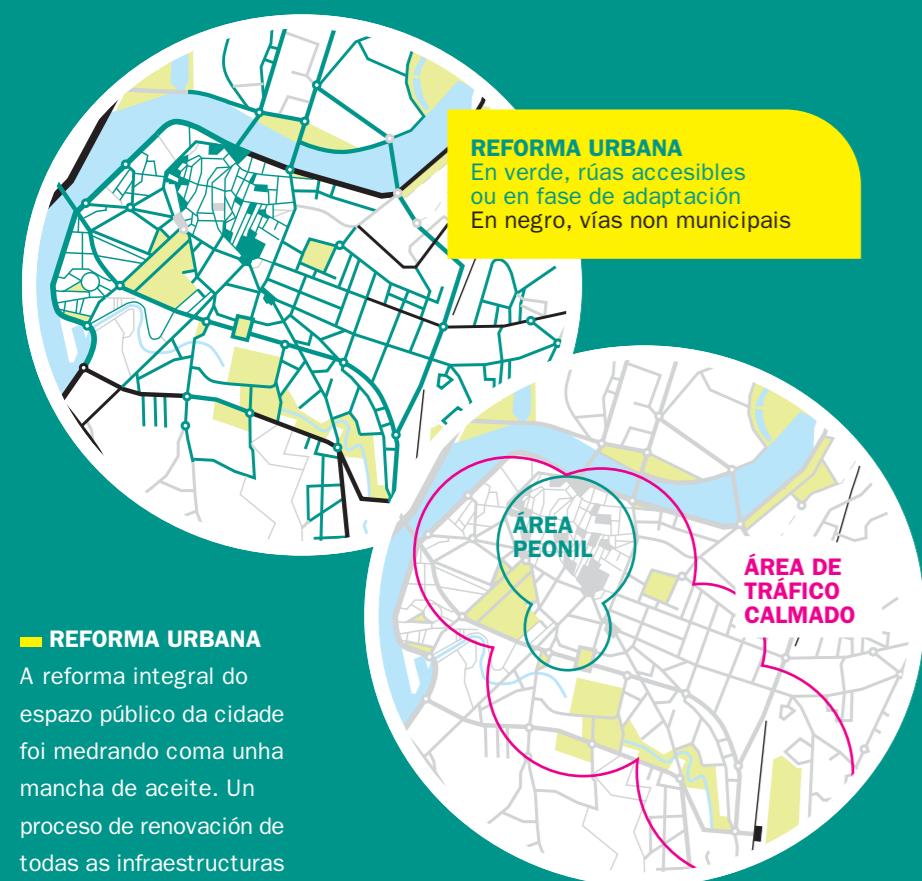 REFORMA URBANA
En verde, rúas accesibles
ou en fase de adaptación
En negro, vías non municipais
ÁREA
PEONIL
ÁREA DE
TRÁFICO
CALMADO
REFORMA URBANA
A reforma integral do
espazo público da cidade
foi medrando coma unha
mancha de aceite. Un
proceso de renovación de
todas as infraestructuras